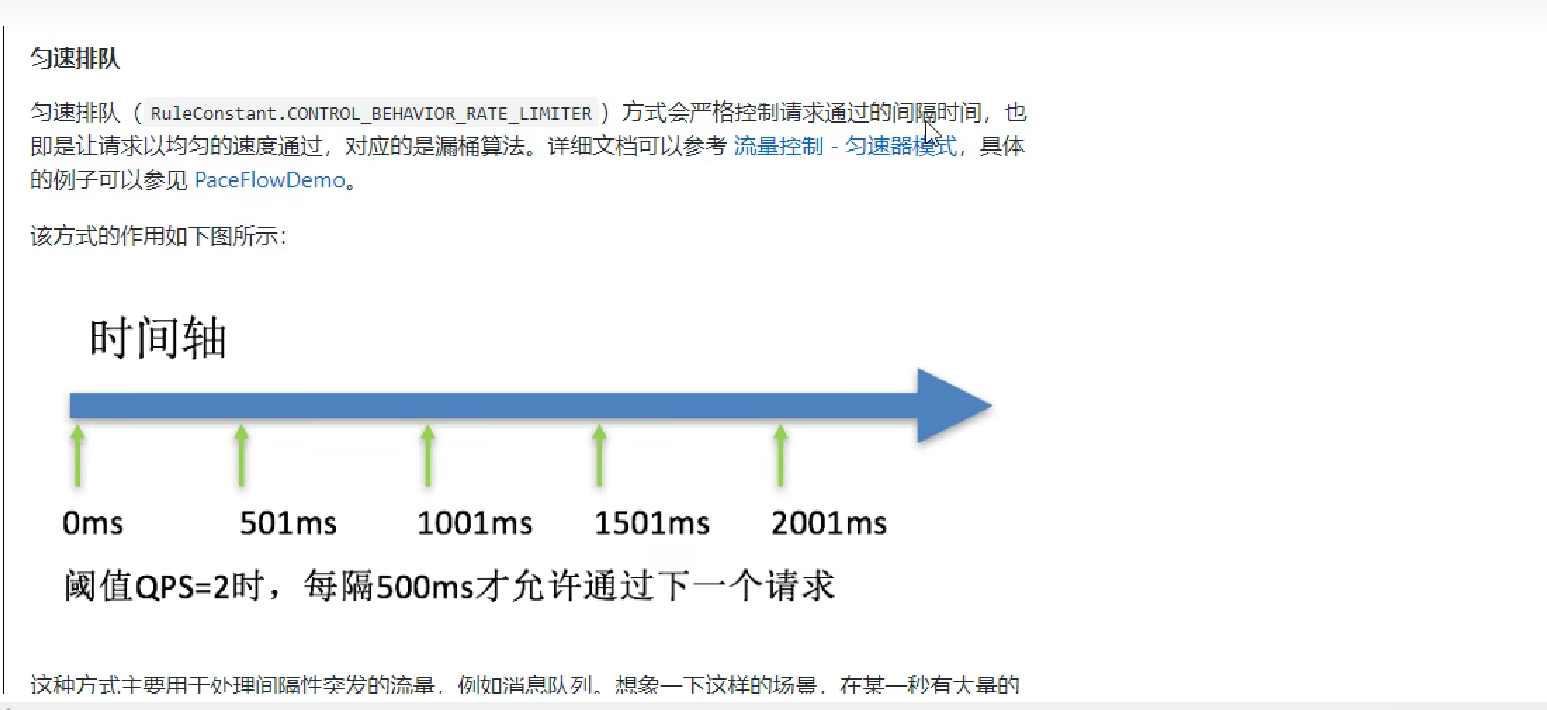 匀速排队
匀速排队（RuleConstant.CONTROL_BEHAVIOR_RATE_LIMITER）方式会严格控制请求通过的间隔时间，也
即是让请求以均匀的速度通过，对应的是漏桶算法。详细文档可以参考 流量控制 - 匀速器模式，具体
的例子可以参见 PaceFlowDemo。
该方式的作用如下图所示：
时间轴
0ms 501ms 1001ms 1501ms 2001ms
阈值QPS=2时，每隔500ms才允许通过下一个请求
这种方式主要用于处理间隔性突发的流量，例如消息队列。想象一下这样的场景，在某一秒有大量的